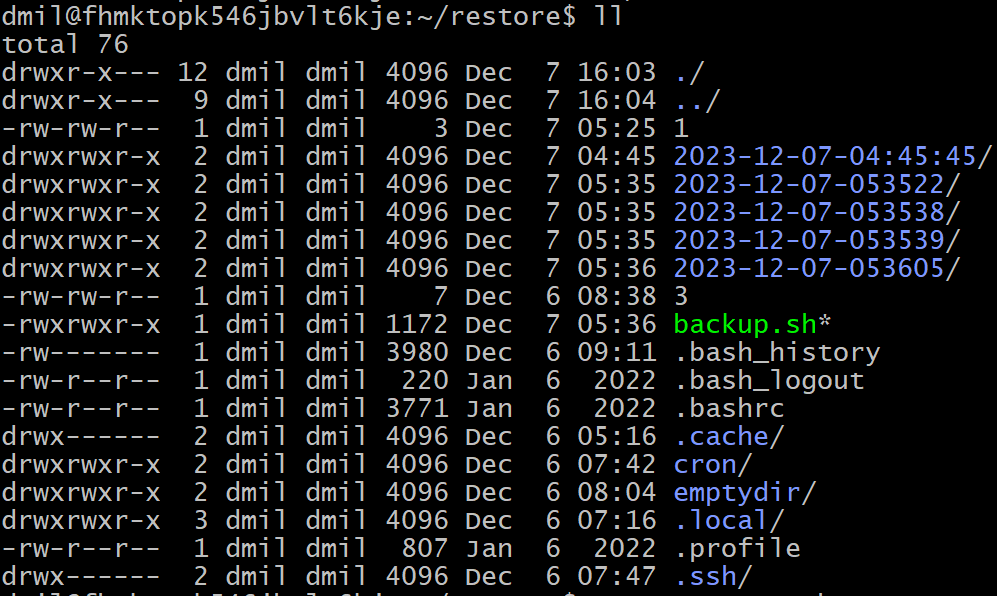 dmil@fhmktopk546jbvlt6kje:~/restore$ ll
total 76
drwxr-x--- 12 dmil dmil 4096 Dec  7 16:03 ./
drwxr-x---  9 dmil dmil 4096 Dec  7 16:04 ../
-rw-rw-r--  1 dmil dmil    3 Dec  7 05:25 1
drwxrwxr-x  2 dmil dmil 4096 Dec  7 04:45 2023-12-07-04:45:45/
drwxrwxr-x  2 dmil dmil 4096 Dec  7 05:35 2023-12-07-053522/
drwxrwxr-x  2 dmil dmil 4096 Dec  7 05:35 2023-12-07-053538/
drwxrwxr-x  2 dmil dmil 4096 Dec  7 05:35 2023-12-07-053539/
drwxrwxr-x  2 dmil dmil 4096 Dec  7 05:36 2023-12-07-053605/
-rw-rw-r--  1 dmil dmil    7 Dec  6 08:38 3
-rwxrwxr-x  1 dmil dmil 1172 Dec  7 05:36 backup.sh*
-rw-------  1 dmil dmil 3980 Dec  6 09:11 .bash_history
-rw-r--r--  1 dmil dmil  220 Jan  6  2022 .bash_logout
-rw-r--r--  1 dmil dmil 3771 Jan  6  2022 .bashrc
drwx------  2 dmil dmil 4096 Dec  6 05:16 .cache/
drwxrwxr-x  2 dmil dmil 4096 Dec  6 07:42 cron/
drwxrwxr-x  2 dmil dmil 4096 Dec  6 08:04 emptydir/
drwxrwxr-x  3 dmil dmil 4096 Dec  6 07:16 .local/
-rw-r--r--  1 dmil dmil  807 Jan  6  2022 .profile
drwx------  2 dmil dmil 4096 Dec  6 07:47 .ssh/